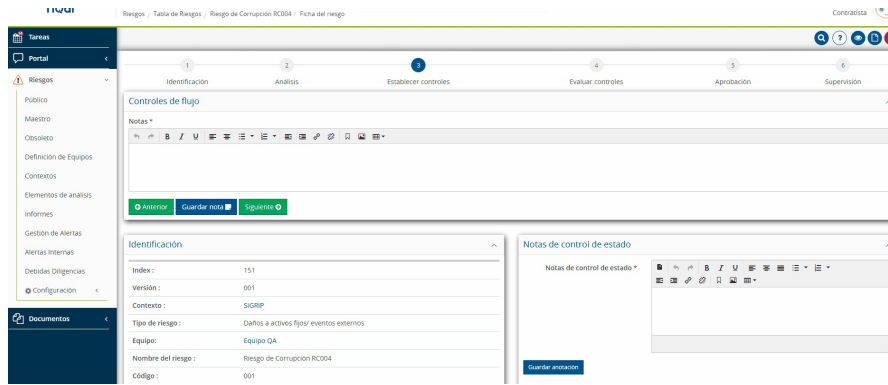 Riesgos / Tabla de Riesgos / Riesgo de Corrupción RC004 / Ficha del riesgo
Contratista
Tareas
Portal
Riesgos
Público
Maestro
Obsoleto
Definición de Equipos
Contextos
Elementos de análisis
Informes
Gestión de Alertas
Alertas Internas
Debidas Diligencias
Configuración
Documentos
1
2
3
4
5
6
Identificación
Análisis
Establecer controles
Evaluar controles
Aprobación
Supervisión
Controles de flujo
Notas *
B I U
Anterior
Guardar nota
Siguiente
Identificación
Index : 151
Versión : 001
Contexto : SIGRIP
Tipo de riesgo : Daños a activos fijos/ eventos externos
Equipo: Equipo QA
Nombre del riesgo : Riesgo de Corrupción RC004
Código : 001
Notas de control de estado
Notas de control de estado *
B I U
Guardar anotación